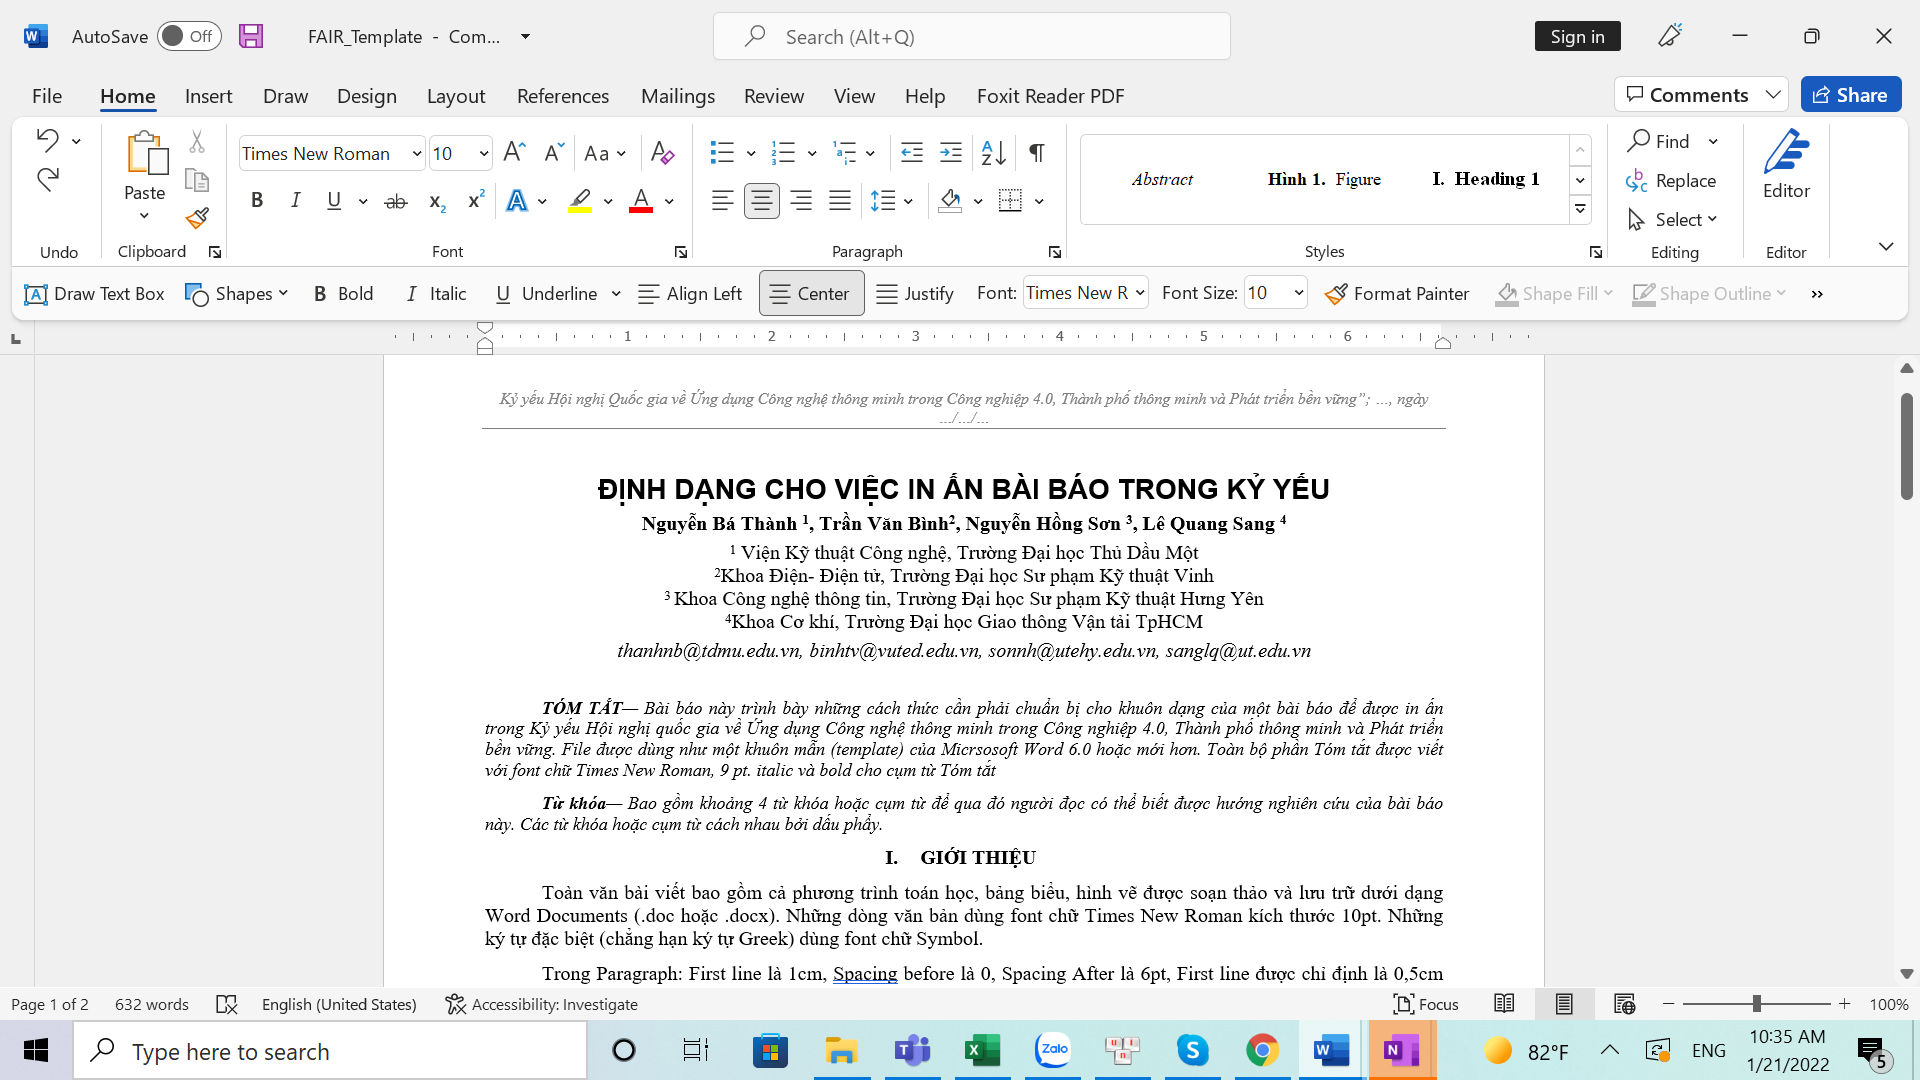 AutoSave Off FAIR_Template - Com... Search (Alt+Q) Sign in
File Home Insert Draw Design Layout References Mailings Review View Help Foxit Reader PDF Comments Share
Times New Roman 10 Aa
Paste
Abstract Hình 1. Figure I. Heading 1
Find
Replace
Select
Editor
B I U ab x2 x2 A A
Undo Clipboard Font Paragraph Styles Editing Editor
Draw Text Box Shapes B Bold I Italic U Underline Align Left Center Justify Font: Times New R Font Size: 10 Format Painter Shape Fill Shape Outline
1 2 3 4 5 6
Kỷ yếu Hội nghị Quốc gia về Ứng dụng Công nghệ thông minh trong Công nghiệp 4.0, Thành phố thông minh và Phát triển bền vững"; ..., ngày
.../.../...
ĐỊNH DẠNG CHO VIỆC IN ẤN BÀI BÁO TRONG KỶ YẾU
Nguyễn Bá Thành 1, Trần Văn Bình2, Nguyễn Hồng Sơn 3, Lê Quang Sang 4
1 Viện Kỹ thuật Công nghệ, Trường Đại học Thủ Dầu Một
2Khoa Điện- Điện tử, Trường Đại học Sư phạm Kỹ thuật Vinh
3 Khoa Công nghệ thông tin, Trường Đại học Sư phạm Kỹ thuật Hưng Yên
4Khoa Cơ khí, Trường Đại học Giao thông Vận tải TpHCM
thanhnb@tdmu.edu.vn, binhtv@vuted.edu.vn, sonnh@utehy.edu.vn, sanglq@ut.edu.vn
TÓM TẮT— Bài báo này trình bày những cách thức cần phải chuẩn bị cho khuôn dạng của một bài báo để được in ấn
trong Kỷ yếu Hội nghị quốc gia về Ứng dụng Công nghệ thông minh trong Công nghiệp 4.0, Thành phố thông minh và Phát triển
bền vững. File được dùng như một khuôn mẫn (template) của Micrsosoft Word 6.0 hoặc mới hơn. Toàn bộ phần Tóm tắt được viết
với font chữ Times New Roman, 9 pt. italic và bold cho cụm từ Tóm tắt
Từ khóa— Bao gồm khoảng 4 từ khóa hoặc cụm từ để qua đó người đọc có thể biết được hướng nghiên cứu của bài báo
này. Các từ khóa hoặc cụm từ cách nhau bởi dấu phẩy.
I. GIỚI THIỆU
Toàn văn bài viết bao gồm cả phương trình toán học, bảng biểu, hình vẽ được soạn thảo và lưu trữ dưới dạng
Word Documents (.doc hoặc .docx). Những dòng văn bản dùng font chữ Times New Roman kích thước 10pt. Những
ký tự đặc biệt (chẳng hạn ký tự Greek) dùng font chữ Symbol.
Trong Paragraph: First line là 1cm, Spacing before là 0, Spacing After là 6pt, First line được chỉ định là 0,5cm
Page 1 of 2 632 words English (United States) Accessibility: Investigate Focus 100%
Type here to search Zalo 82°F ENG 10:35 AM
1/21/2022 5